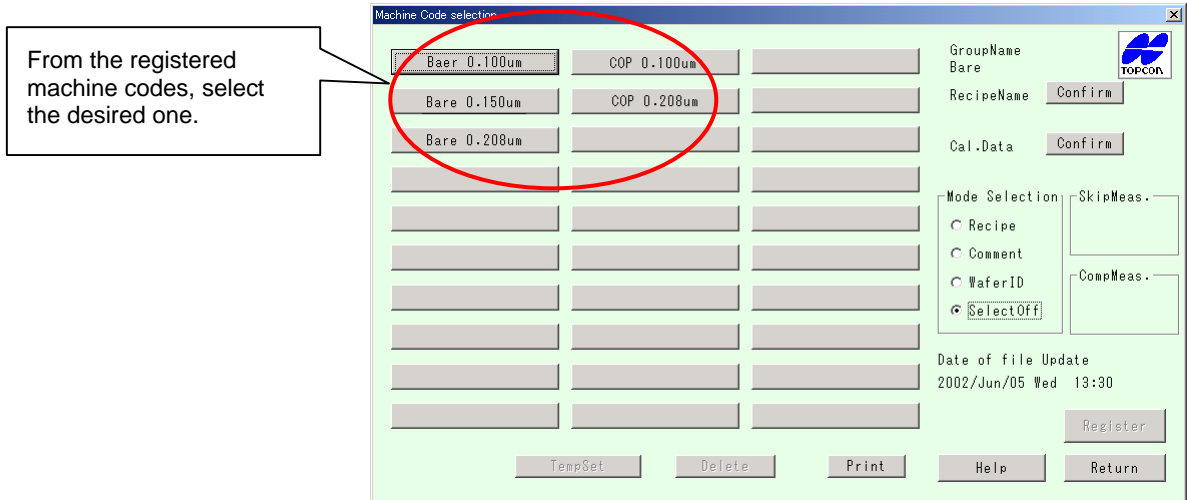 Machine Code selection
From the registered
machine codes, select
the desired one.
Baer 0.100um
COP 0.100um
Bare 0.150um
COP 0.208um
Bare 0.208um
GroupName
Bare
TOPCON
RecipeName
Confirm
Cal.Data
Confirm
Mode Selection
Recipe
Comment
WaferID
SelectOff
SkipMeas.
CompMeas.
Date of file Update
2002/Jun/05 Wed 13:30
Register
TempSet
Delete
Print
Help
Return